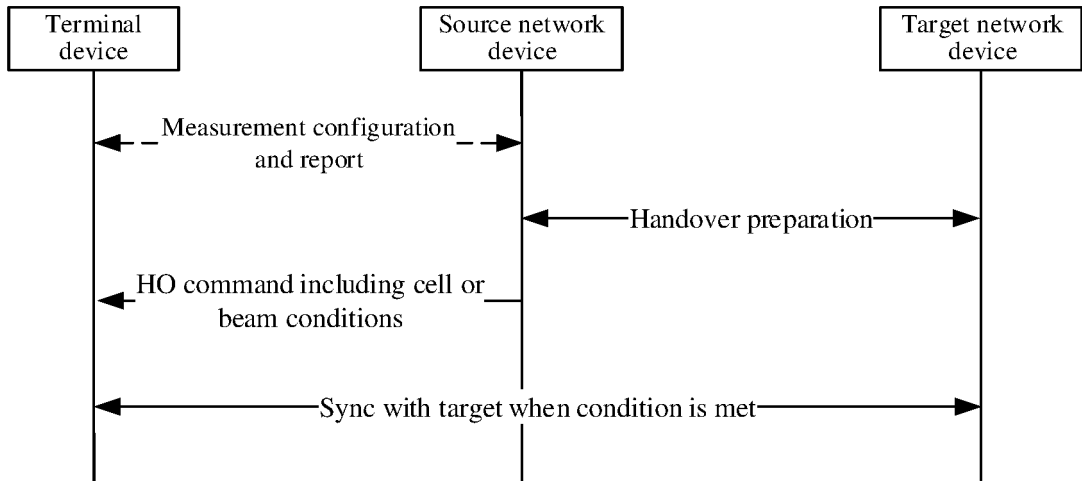 Terminal
device
Source network
device
Target network
device
Measurement configuration
and report
Handover preparation
HO command including cell or
beam conditions
Sync with target when condition is met